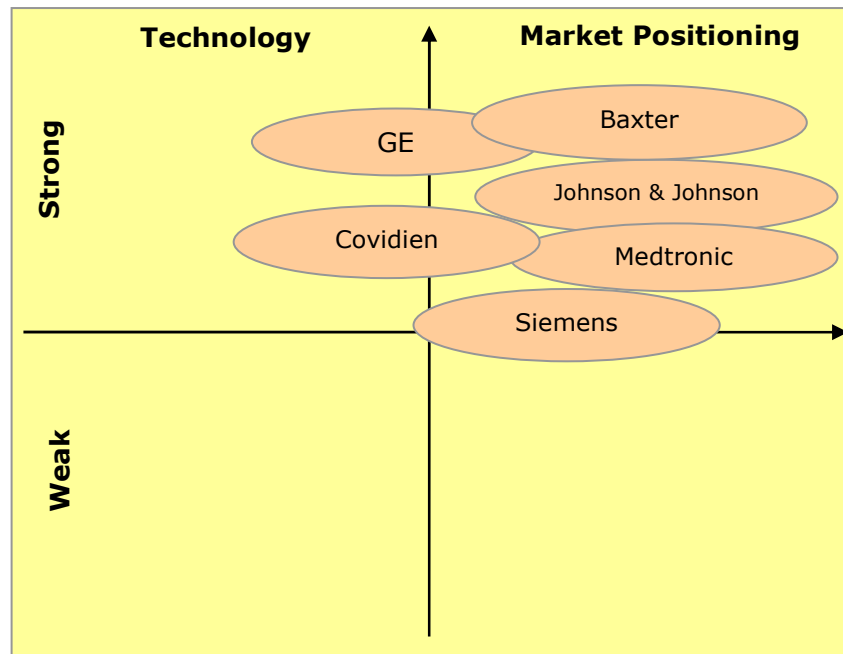 Technology
Market Positioning
Strong
GE
Baxter
Johnson & Johnson
Covidien
Medtronic
Siemens
Weak